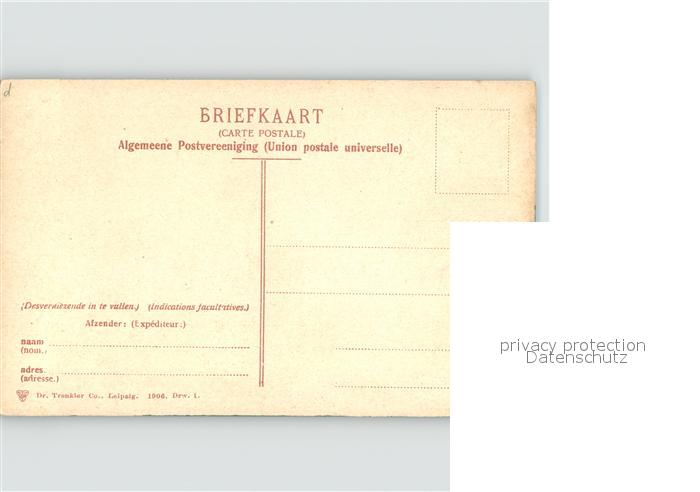 d
BRIEFKAART
(CARTE POSTALE)
Algemeene Postvereeniging (Union postale universelle)
(Desverkiezende in te vullen.) (Indications facultatives.)
Afzender: (Expéditeur:)
naam
(nom.)
adres
(adresse.)
Dr. Trenkler Co., Leipzig. 1906. Drw. 1.
privacy protection
Datenschutz